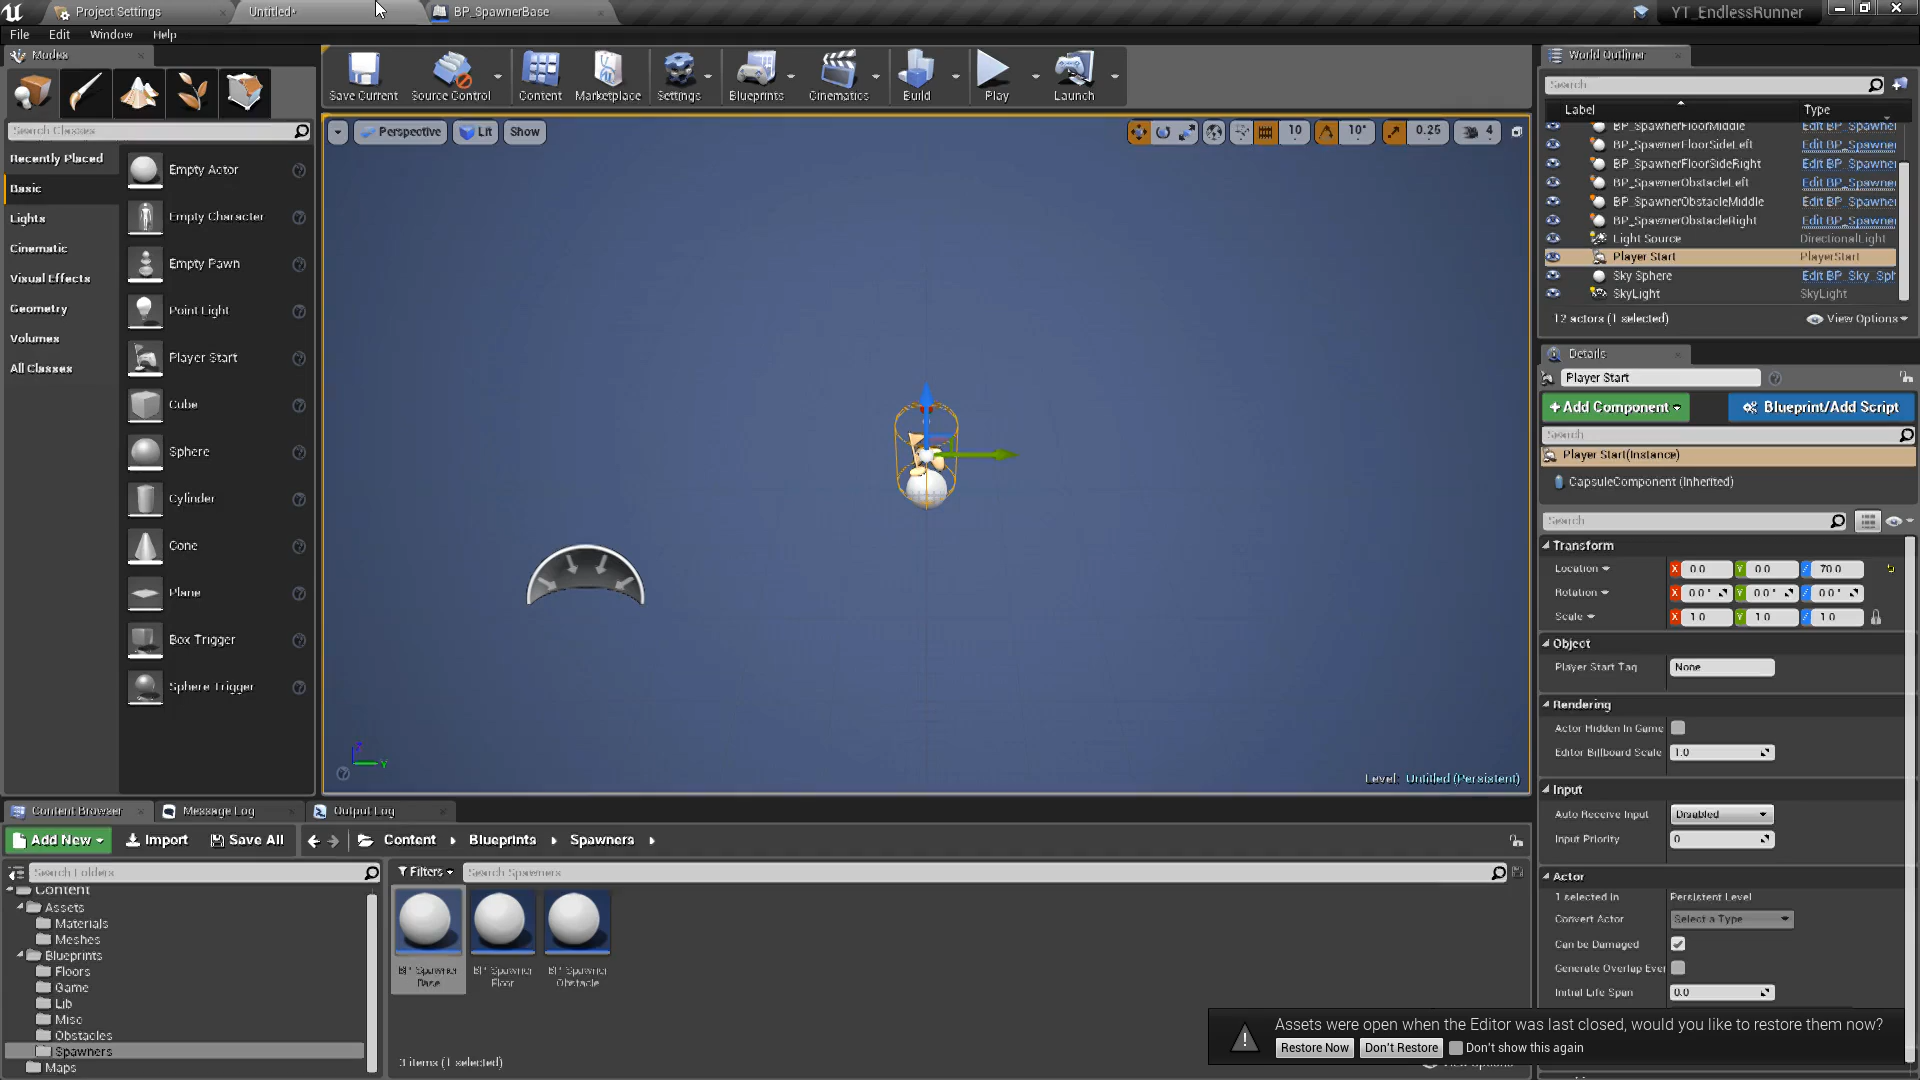 Project Settings
Untitled*
BP_SpawnerBase
YT_EndlessRunner
File Edit Window Help
Modes
Search Classes
Recently Placed
Basic
Lights
Cinematic
Visual Effects
Geometry
Volumes
All Classes
Empty Actor
Empty Character
Empty Pawn
Point Light
Player Start
Cube
Sphere
Cylinder
Cone
Plane
Box Trigger
Sphere Trigger
Save Current
Source Control
Content
Marketplace
Settings
Blueprints
Cinematics
Build
Play
Launch
Perspective Lit Show
10 10° 0.25 4
Level: Untitled (Persistent)
World Outliner
Search
Label Type
BP_SpawnerFloorMiddle Edit BP_Spawner
BP_SpawnerFloorSideLeft Edit BP_Spawner
BP_SpawnerFloorSideRight Edit BP_Spawner
BP_SpawnerObstacleLeft Edit BP_Spawner
BP_SpawnerObstacleMiddle Edit BP_Spawner
BP_SpawnerObstacleRight Edit BP_Spawner
Light Source DirectionalLight
Player Start PlayerStart
Sky Sphere Edit BP_Sky_Sph
SkyLight SkyLight
12 actors (1 selected) View Options
Details
Player Start
+Add Component
Blueprint/Add Script
Search
Player Start(Instance)
CapsuleComponent (Inherited)
Search
Transform
Location X 0.0 Y 0.0 Z 70.0
Rotation X 0.0° Y 0.0° Z 0.0°
Scale X 1.0 Y 1.0 Z 1.0
Object
Player Start Tag None
Rendering
Actor Hidden In Game
Editor Billboard Scale 1.0
Input
Auto Receive Input Disabled
Input Priority 0
Actor
1 selected in Persistent Level
Convert Actor Select a Type
Can be Damaged
Generate Overlap Eve
Initial Life Span 0.0
Content Browser
Message Log
Output Log
Add New
Import
Save All
Content Blueprints Spawners
Search Folders
Filters
Search Spawners
Content
Assets
Materials
Meshes
Blueprints
Floors
Game
Lib
Misc
Obstacles
Spawners
Maps
BP_Spawner
Base
BP_Spawner
Floor
BP_Spawner
Obstacle
3 items (1 selected)
View Options
Assets were open when the Editor was last closed, would you like to restore them now?
Restore Now Don't Restore Don't show this again